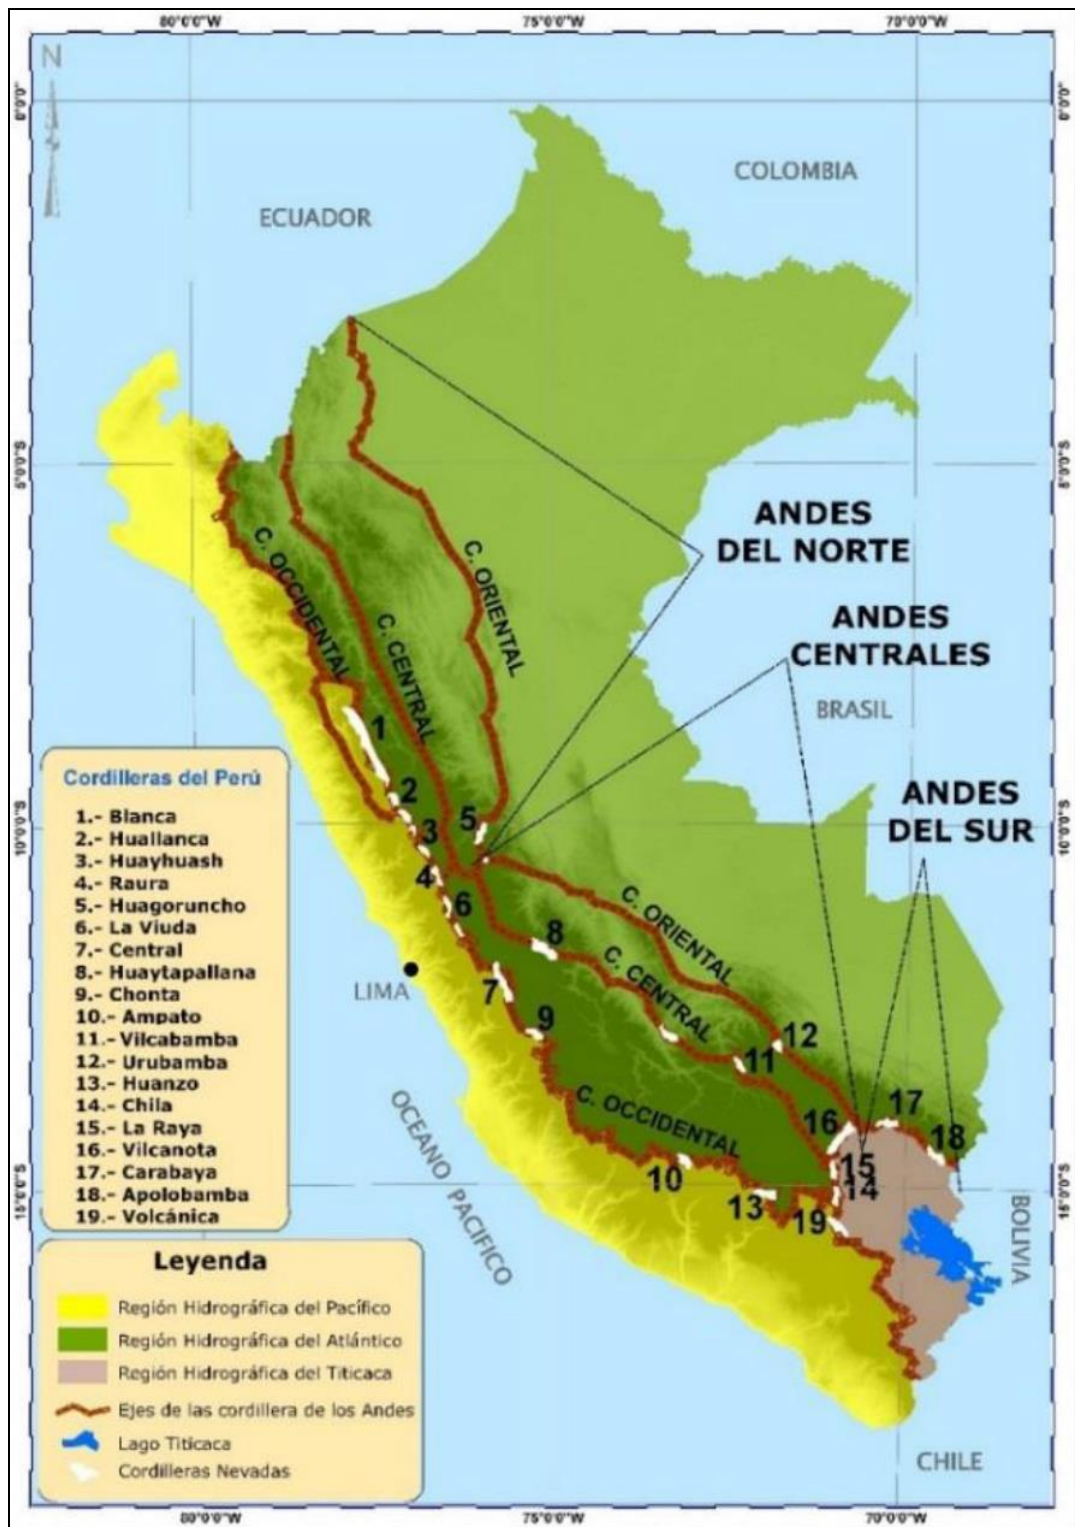 80°0'0"W 75°0'0"W 70°0'0"W
N
0°0'0" 0°0'0"
COLOMBIA
ECUADOR
5°0'0"S 5°0'0"S
ANDES
DEL NORTE
C. OCCIDENTAL
C. CENTRAL
C. ORIENTAL
ANDES
CENTRALES
BRASIL
ANDES
DEL SUR
10°0'0"S 10°0'0"S
1
2
3
4
5
6
7
8
9
10
11
12
13
14
15
16
17
18
19
C. ORIENTAL
C. CENTRAL
C. OCCIDENTAL
LIMA
OCEANO PACIFICO
15°0'0"S 15°0'0"S
BOLIVIA
CHILE
Cordilleras del Perú
1.- Blanca
2.- Huallanca
3.- Huayhuash
4.- Raura
5.- Huagoruncho
6.- La Viuda
7.- Central
8.- Huaytapallana
9.- Chonta
10.- Ampato
11.- Vilcabamba
12.- Urubamba
13.- Huanzo
14.- Chila
15.- La Raya
16.- Vilcanota
17.- Carabaya
18.- Apolobamba
19.- Volcánica
Leyenda
Región Hidrográfica del Pacífico
Región Hidrográfica del Atlántico
Región Hidrográfica del Titicaca
Ejes de las cordillera de los Andes
Lago Titicaca
Cordilleras Nevadas
80°0'0"W 75°0'0"W 70°0'0"W